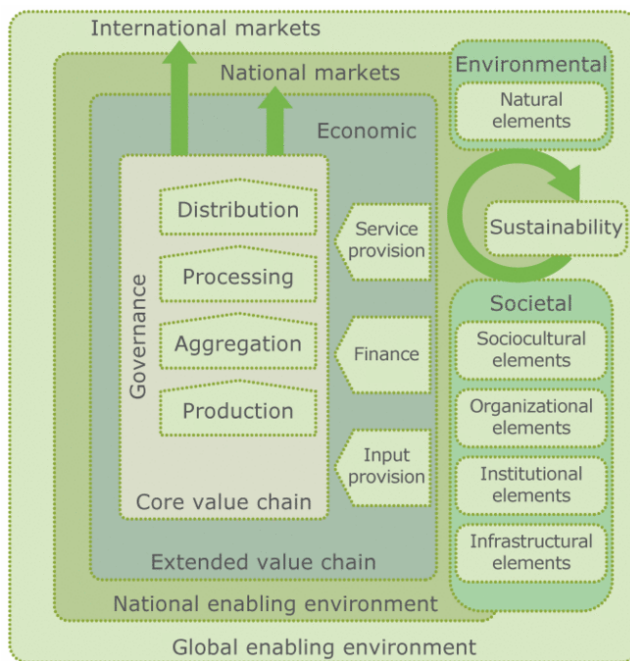 International markets
National markets
Environmental
Natural
elements
Economic
Distribution
Service
provision
Sustainability
Processing
Governance
Societal
Aggregation
Finance
Sociocultural
elements
Production
Organizational
elements
Input
provision
Institutional
elements
Core value chain
Infrastructural
elements
Extended value chain
National enabling environment
Global enabling environment